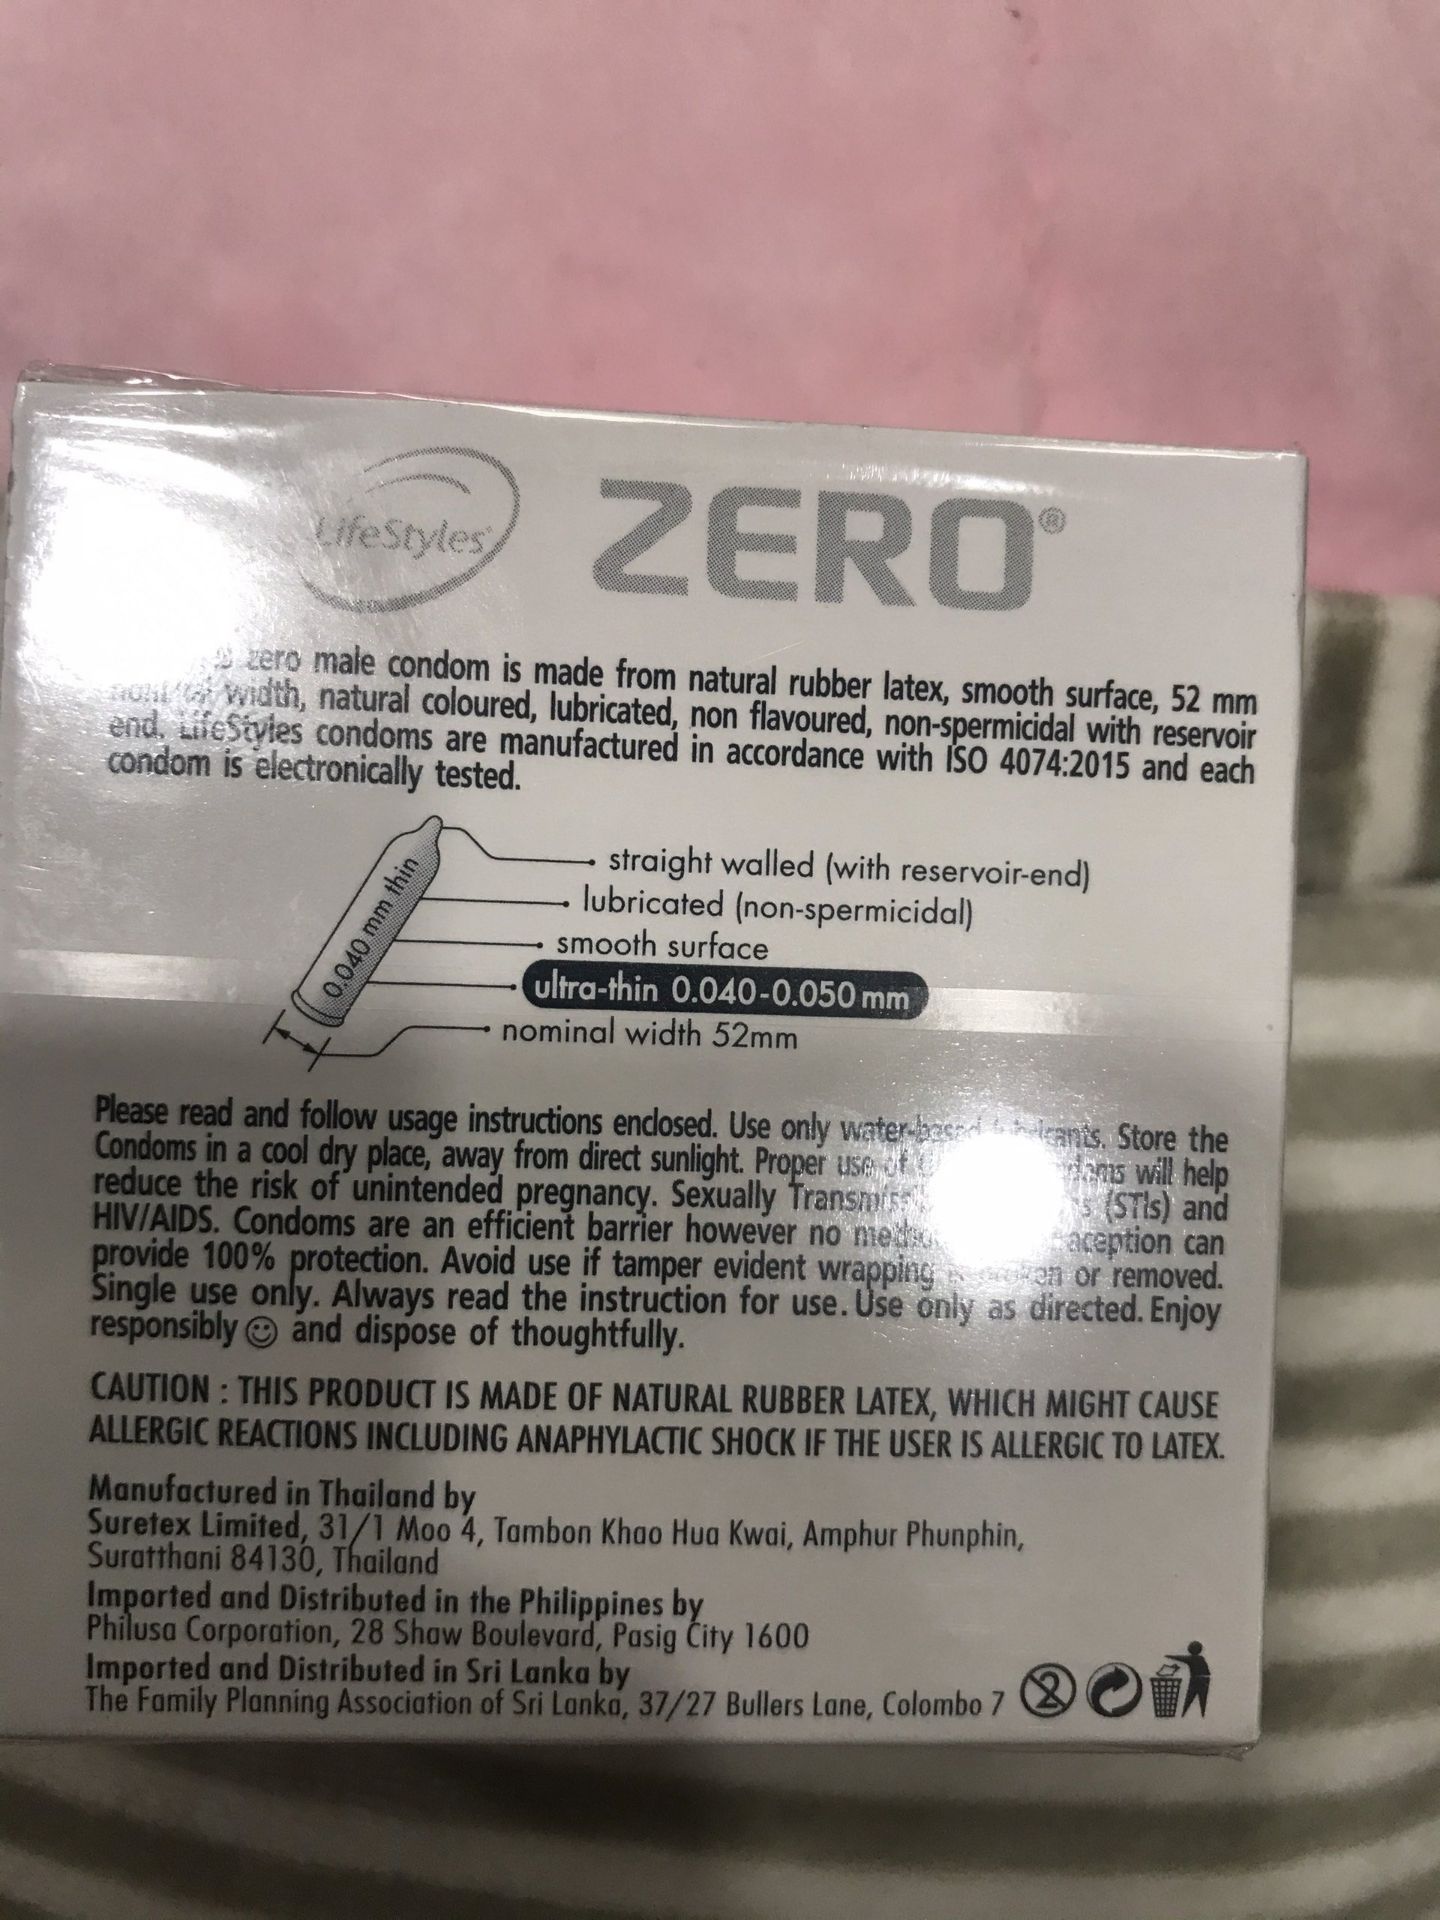 LifeStyles®
ZERO®
zero male condom is made from natural rubber latex, smooth surface, 52 mm
width, natural coloured, lubricated, non flavoured, non-spermicidal with reservoir
end. LifeStyles condoms are manufactured in accordance with ISO 4074:2015 and each
condom is electronically tested.
0.040 mm thin
straight walled (with reservoir-end)
lubricated (non-spermicidal)
smooth surface
ultra-thin 0.040-0.050 mm
nominal width 52mm
Please read and follow usage instructions enclosed. Use only water-based lubricants. Store the
Condoms in a cool dry place, away from direct sunlight. Proper use of will help
reduce the risk of unintended pregnancy. Sexually (STIs) and
HIV/AIDS. Condoms are an efficient barrier however no can
provide 100% protection. Avoid use if tamper evident wrapping or removed.
Single use only. Always read the instruction for use. Use only as directed. Enjoy
responsibly ☺ and dispose of thoughtfully.
CAUTION : THIS PRODUCT IS MADE OF NATURAL RUBBER LATEX, WHICH MIGHT CAUSE
ALLERGIC REACTIONS INCLUDING ANAPHYLACTIC SHOCK IF THE USER IS ALLERGIC TO LATEX.
Manufactured in Thailand by
Suretex Limited, 31/1 Moo 4, Tambon Khao Hua Kwai, Amphur Phunphin,
Suratthani 84130, Thailand
Imported and Distributed in the Philippines by
Philusa Corporation, 28 Shaw Boulevard, Pasig City 1600
Imported and Distributed in Sri Lanka by
The Family Planning Association of Sri Lanka, 37/27 Bullers Lane, Colombo 7
2